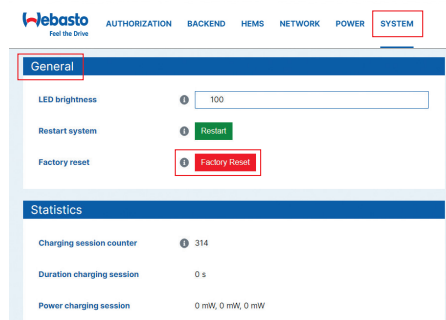 Webasto
Feel the Drive
AUTHORIZATION BACKEND HEMS NETWORK POWER SYSTEM
General
LED brightness 100
Restart system Restart
Factory reset Factory Reset
Statistics
Charging session counter 314
Duration charging session 0 s
Power charging session 0 mW, 0 mW, 0 mW